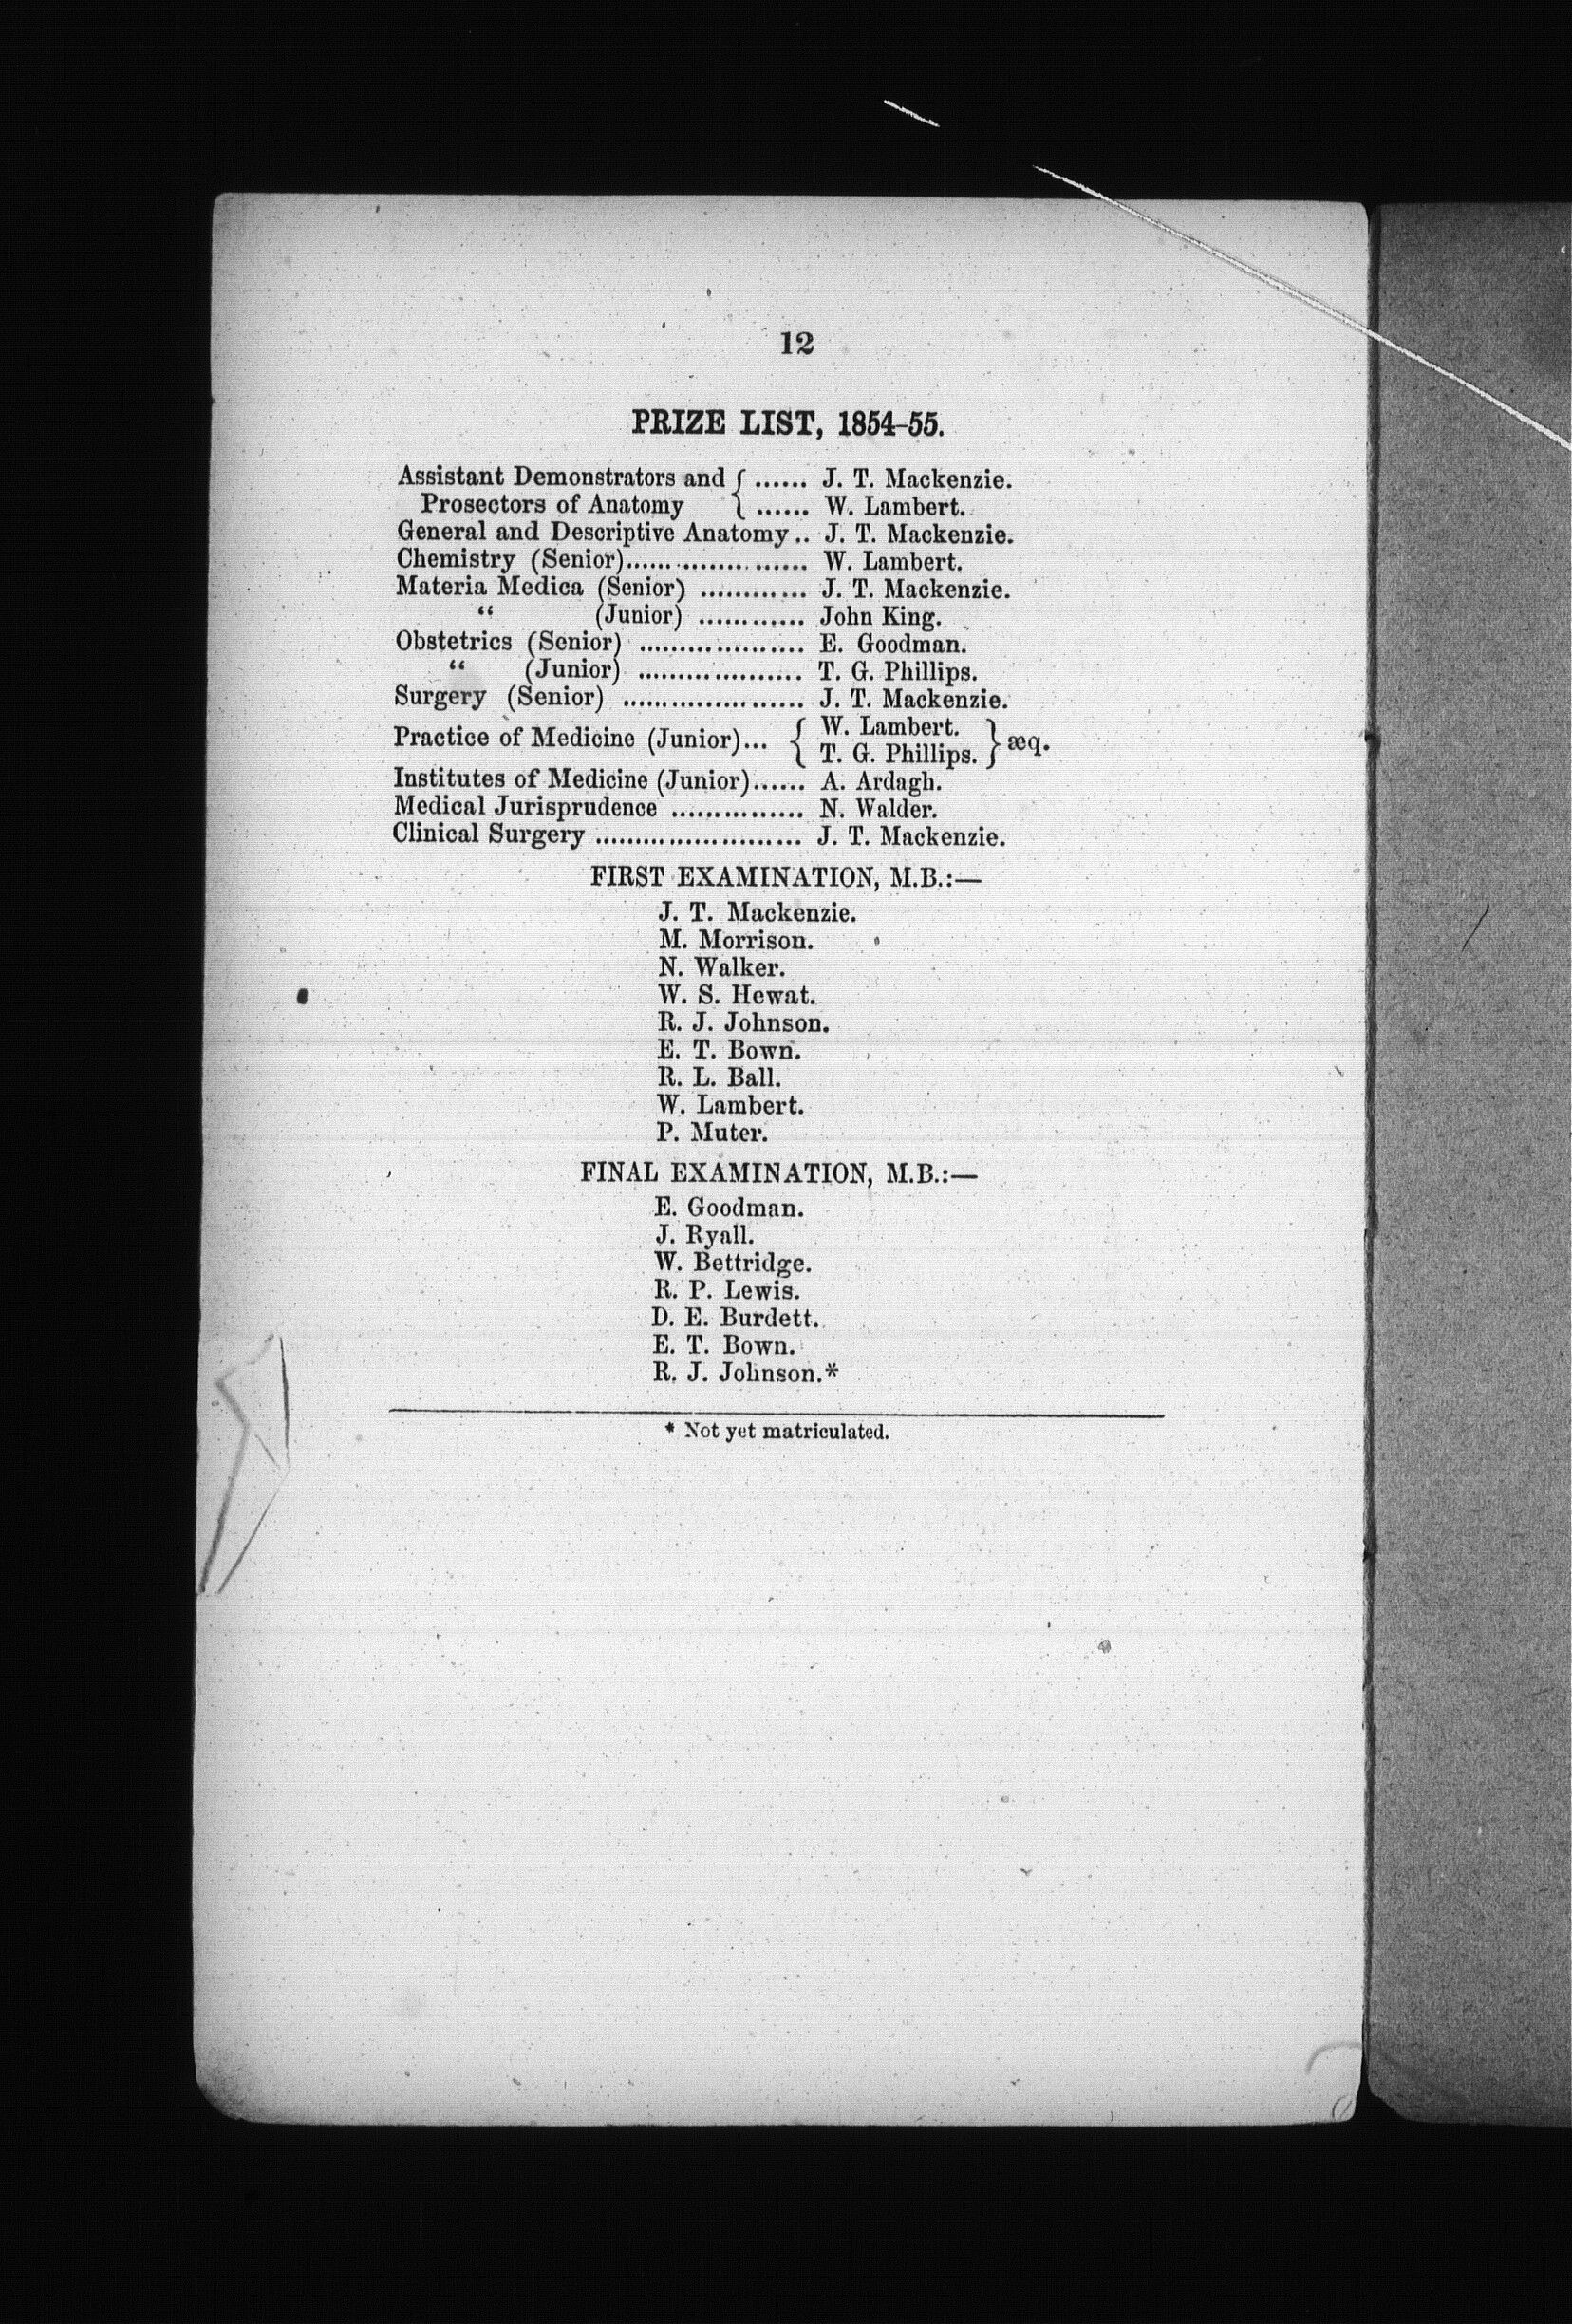 12
PRIZE LIST, 1854-55.
Assistant Demonstrators and { ...... J. T. Mackenzie.
Prosectors of Anatomy { ...... W. Lambert.
General and Descriptive Anatomy .. J. T. Mackenzie.
Chemistry (Senior)........................ W. Lambert.
Materia Medica (Senior) ............ J. T. Mackenzie.
“ (Junior) ............ John King.
Obstetrics (Senior) ................... E. Goodman.
“ (Junior) ................... T. G. Phillips.
Surgery (Senior) ..................... J. T. Mackenzie.
Practice of Medicine (Junior)... { W. Lambert. } æq.
T. G. Phillips.
Institutes of Medicine (Junior)...... A. Ardagh.
Medical Jurisprudence ............... N. Walder.
Clinical Surgery ........................ J. T. Mackenzie.
FIRST EXAMINATION, M.B.:—
J. T. Mackenzie.
M. Morrison.
N. Walker.
W. S. Hewat.
R. J. Johnson.
E. T. Bown.
R. L. Ball.
W. Lambert.
P. Muter.
FINAL EXAMINATION, M.B.:—
E. Goodman.
J. Ryall.
W. Bettridge.
R. P. Lewis.
D. E. Burdett.
E. T. Bown.
R. J. Johnson.*
* Not yet matriculated.